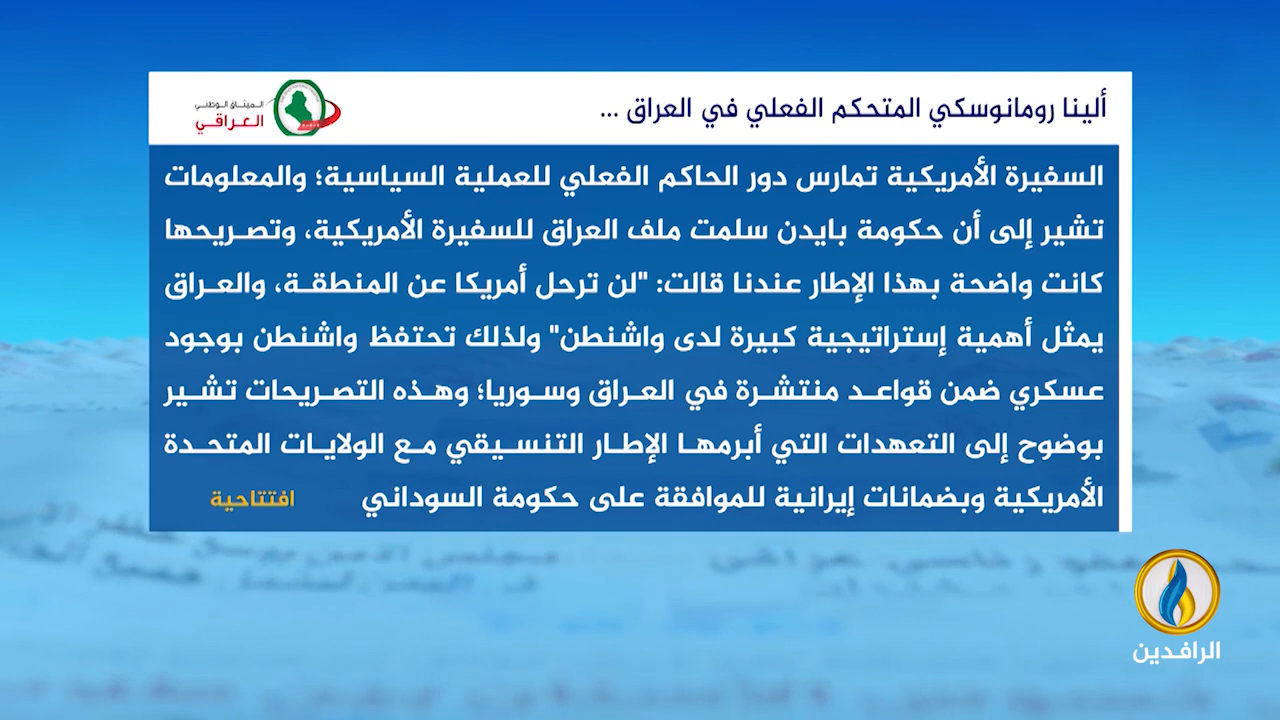 ألينا رومانوسكي المتحكم الفعلي في العراق ...
الميثاق الوطني
العراقي
السفيرة الأمريكية تمارس دور الحاكم الفعلي للعملية السياسية؛ والمعلومات
تشير إلى أن حكومة بايدن سلمت ملف العراق للسفيرة الأمريكية، وتصريحها
كانت واضحة بهذا الإطار عندنا قالت: "لن ترحل أمريكا عن المنطقة، والعراق
يمثل أهمية إستراتيجية كبيرة لدى واشنطن" ولذلك تحتفظ واشنطن بوجود
عسكري ضمن قواعد منتشرة في العراق وسوريا؛ وهذه التصريحات تشير
بوضوح إلى التعهدات التي أبرمها الإطار التنسيقي مع الولايات المتحدة
الأمريكية وبضمانات إيرانية للموافقة على حكومة السوداني
افتتاحية
الرافدين